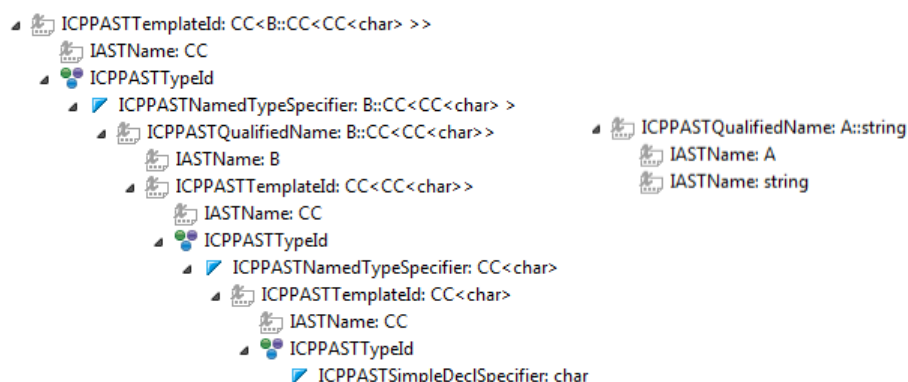 ICPPASTTemplateId: CC<B::CC<CC<char> >>
IASTName: CC
ICPPASTTypeId
ICPPASTNamedTypeSpecifier: B::CC<CC<char> >
ICPPASTQualifiedName: B::CC<CC<char>>
IASTName: B
ICPPASTTemplateId: CC<CC<char>>
IASTName: CC
ICPPASTTypeId
ICPPASTNamedTypeSpecifier: CC<char>
ICPPASTTemplateId: CC<char>
IASTName: CC
ICPPASTTypeId
ICPPASTSimpleDeclSpecifier: char
ICPPASTQualifiedName: A::string
IASTName: A
IASTName: string